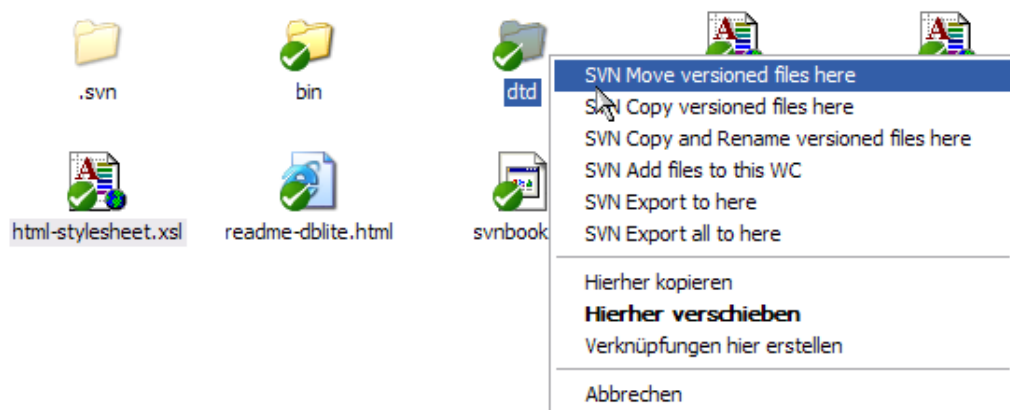 .svn
bin
dtd
html-stylesheet.xsl
readme-dblite.html
svnbook
SVN Move versioned files here
SVN Copy versioned files here
SVN Copy and Rename versioned files here
SVN Add files to this WC
SVN Export to here
SVN Export all to here
Hierher kopieren
Hierher verschieben
Verknüpfungen hier erstellen
Abbrechen